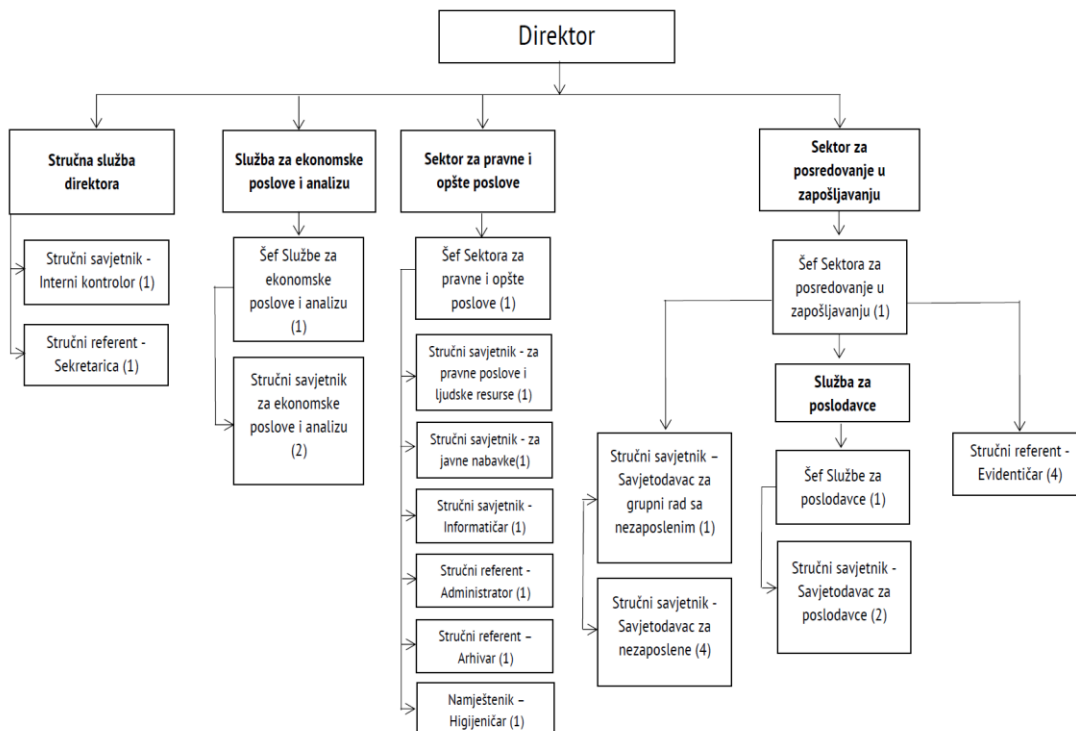 Direktor
Stručna služba
direktora
Stručni savjetnik -
Interni kontrolor (1)
Stručni referent -
Sekretarica (1)
Služba za ekonomske
poslove i analizu
Šef Službe za
ekonomske
poslove i analizu
(1)
Stručni savjetnik
za ekonomske
poslove i analizu
(2)
Sektor za pravne i
opšte poslove
Šef Sektora za
pravne i opšte
poslove (1)
Stručni savjetnik - za
pravne poslove i
ljudske resurse (1)
Stručni savjetnik - za
javne nabavke(1)
Stručni savjetnik -
Informatičar (1)
Stručni referent -
Administrator (1)
Stručni referent –
Arhivar (1)
Namještenik –
Higijeničar (1)
Sektor za
posredovanje u
zapošljavanju
Šef Sektora za
posredovanje u
zapošljavanju (1)
Stručni savjetnik –
Savjetodavac za
grupni rad sa
nezaposlenim (1)
Stručni savjetnik -
Savjetodavac za
nezaposlene (4)
Služba za
poslodavce
Šef Službe za
poslodavce (1)
Stručni savjetnik -
Savjetodavac za
poslodavce (2)
Stručni referent -
Evidentičar (4)